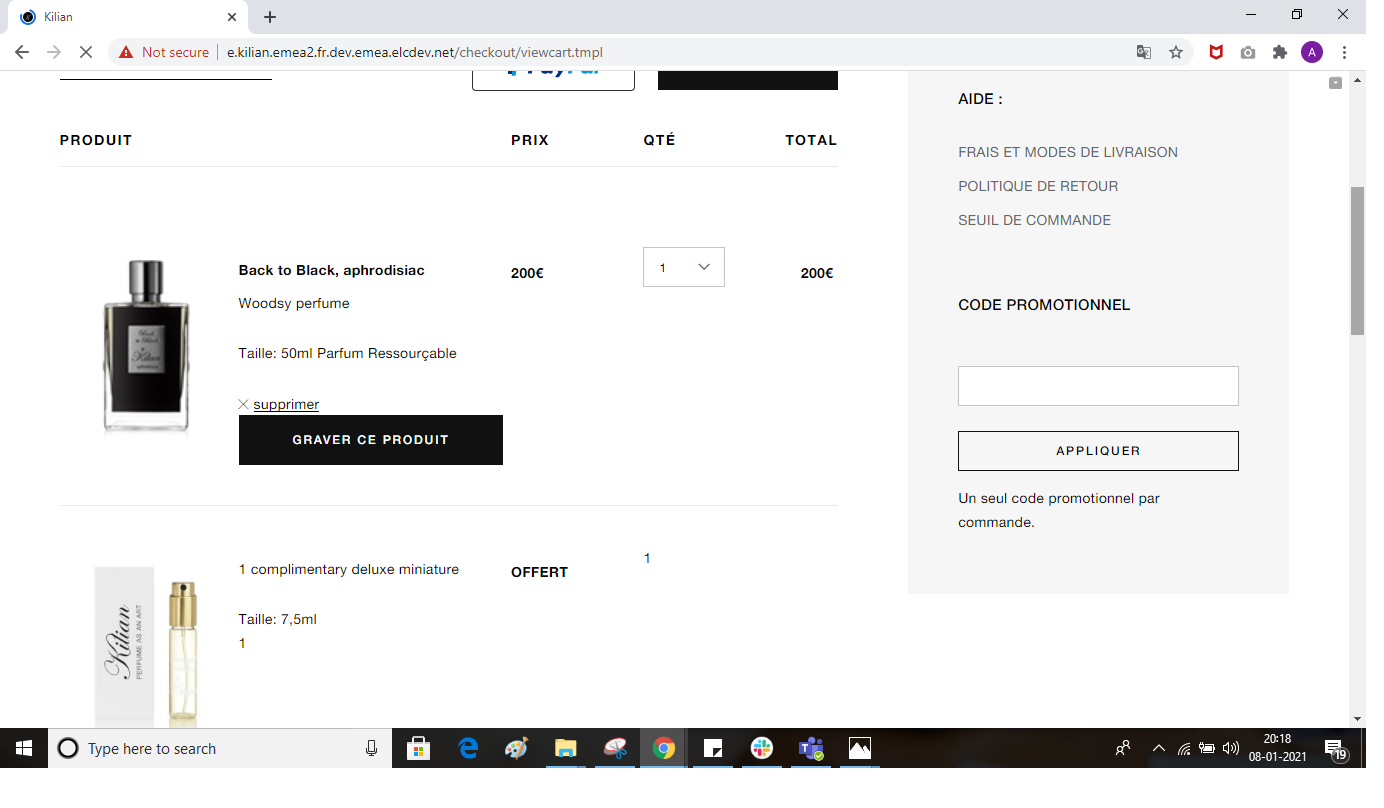 Kilian
Not secure
e.kilian.emea2.fr.dev.emea.elcdev.net/checkout/viewcart.tmpl
A
PayPal
AIDE :
PRODUIT PRIX QTÉ TOTAL
FRAIS ET MODES DE LIVRAISON
POLITIQUE DE RETOUR
SEUIL DE COMMANDE
Back to Black, aphrodisiac 200€ 1 200€
Woodsy perfume
Taille: 50ml Parfum Ressourçable
supprimer
GRAVER CE PRODUIT
Back
to Black
Kilian
aphrodisiac
CODE PROMOTIONNEL
APPLIQUER
Un seul code promotionnel par
commande.
1 complimentary deluxe miniature OFFERT 1
Taille: 7,5ml
1
Kilian
PERFUME AS AN ART
Type here to search
20:18
08-01-2021
19